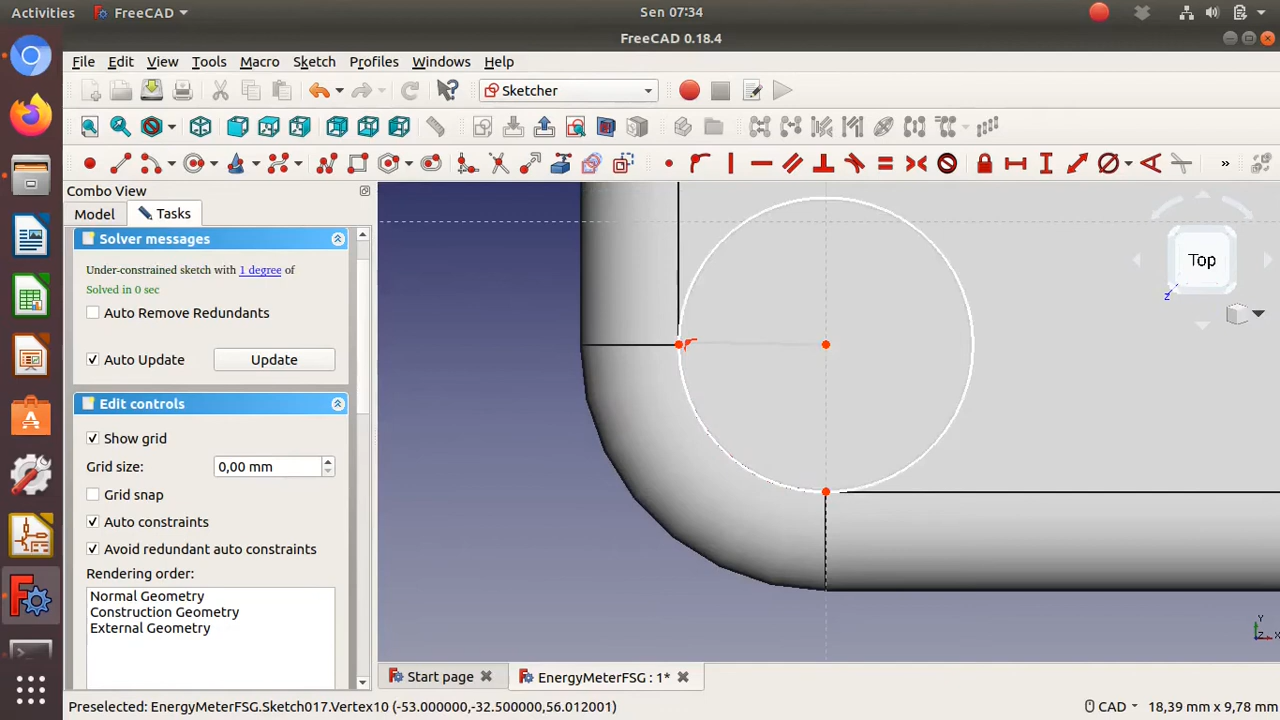 Activities FreeCAD Sen 07:34
FreeCAD 0.18.4
File Edit View Tools Macro Sketch Profiles Windows Help
Sketcher
Combo View
Model Tasks
Solver messages
Under-constrained sketch with 1 degree of
Solved in 0 sec
Auto Remove Redundants
Auto Update Update
Edit controls
Show grid
Grid size: 0,00 mm
Grid snap
Auto constraints
Avoid redundant auto constraints
Rendering order:
Normal Geometry
Construction Geometry
External Geometry
Top
Z
Y
Z X
Start page EnergyMeterFSG : 1*
Preselected: EnergyMeterFSG.Sketch017.Vertex10 (-53.000000,-32.500000,56.012001) CAD 18,39 mm x 9,78 mm